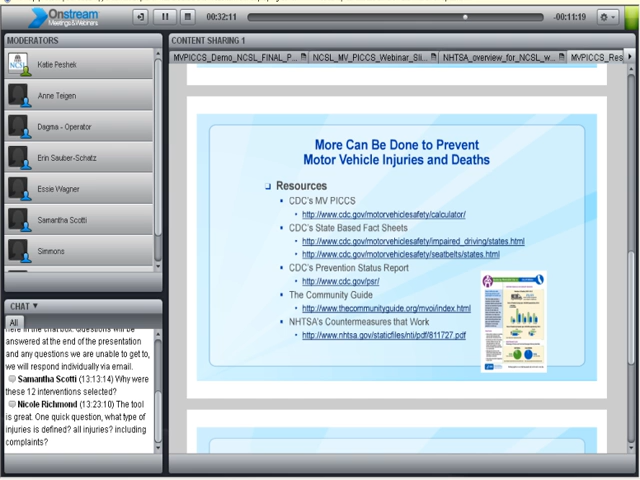 Onstream
Meetings & Webinars
00:32:11
-00:11:19
MODERATORS
NCSL
Katie Peshek
Anne Teigen
Dagma - Operator
Erin Sauber-Schatz
Essie Wagner
Samantha Scotti
Simmons
CHAT
All
here in the chat box. Questions will be
answered at the end of the presentation
and any questions we are unable to get to,
we will respond individually via email.
Samantha Scotti (13:13:14) Why were
these 12 interventions selected?
Nicole Richmond (13:23:10) The tool
is great. One quick question, what type of
injuries is defined? all injuries? including
complaints?
CONTENT SHARING 1
MVPICCS_Demo_NCSL_FINAL_P... NCSL_MV_PICCS_Webinar_Sli... NHTSA_overview_for_NCSL_w... MVPICCS_Res
More Can Be Done to Prevent
Motor Vehicle Injuries and Deaths
Resources
• CDC's MV PICCS
• http://www.cdc.gov/motorvehiclesafety/calculator/
• CDC's State Based Fact Sheets
• http://www.cdc.gov/motorvehiclesafety/impaired_driving/states.html
• http://www.cdc.gov/motorvehiclesafety/seatbelts/states.html
• CDC's Prevention Status Report
• http://www.cdc.gov/psr/
• The Community Guide
• http://www.thecommunityguide.org/mvoi/index.html
• NHTSA's Countermeasures that Work
• http://www.nhtsa.gov/staticfiles/nti/pdf/811727.pdf